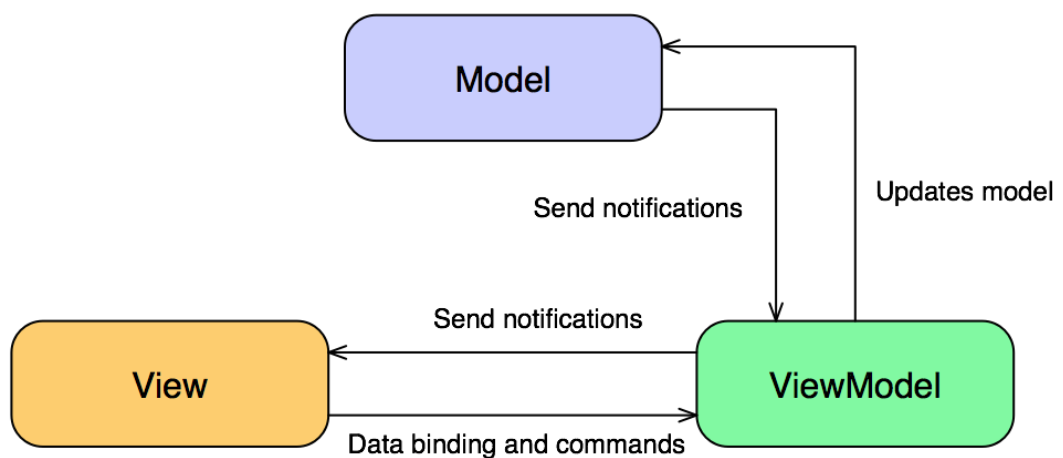 Model
Send notifications
Updates model
Send notifications
View
ViewModel
Data binding and commands